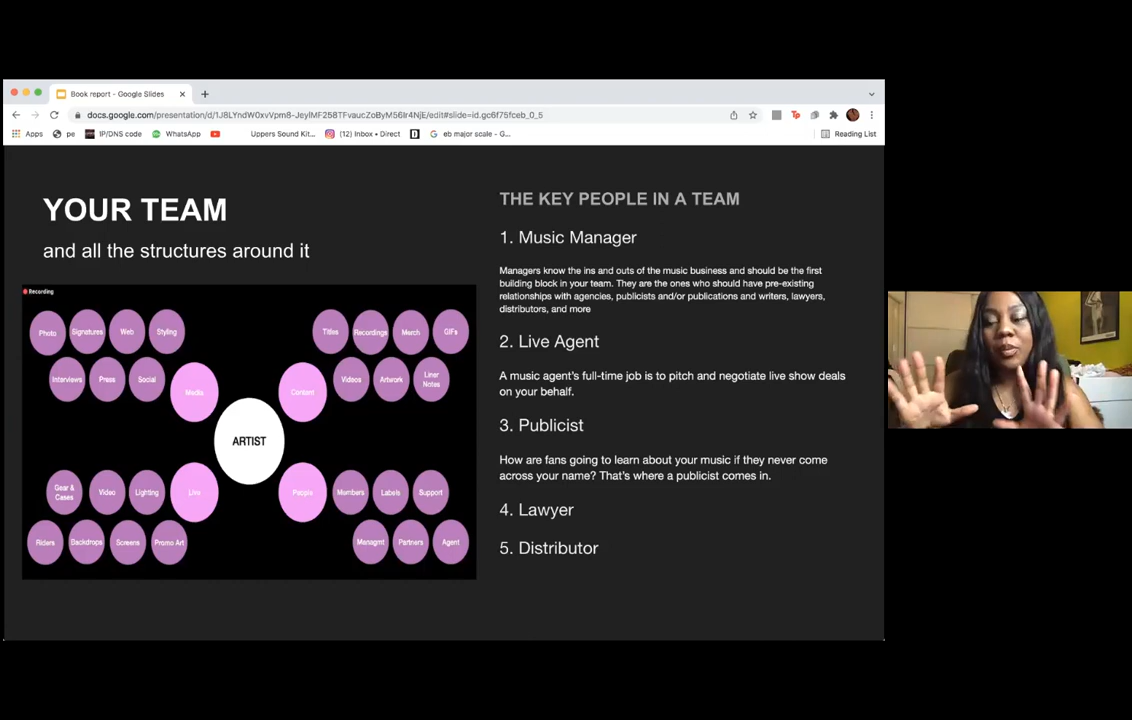 Book report - Google Slides
docs.google.com/presentation/d/1J8LYndW0xvVpm8-JeylMF258TFvaucZoByM56Ir4Njl/edit#slide=id.gc6f75fceb_0_5
Apps
pe
IP/DNS code
WhatsApp
Uppers Sound Kit...
(12) Inbox • Direct
eb major scale - G...
Reading List
YOUR TEAM
and all the structures around it
Recording
Photo
Signatures
Web
Styling
Titles
Recordings
Merch
GIFs
Interviews
Press
Social
Media
Content
Videos
Artwork
Liner
Notes
ARTIST
Gear &
Cases
Video
Lighting
Live
People
Members
Labels
Support
Riders
Backdrops
Screens
Promo Art
Managmt
Partners
Agent
THE KEY PEOPLE IN A TEAM
1. Music Manager
Managers know the ins and outs of the music business and should be the first
building block in your team. They are the ones who should have pre-existing
relationships with agencies, publicists and/or publications and writers, lawyers,
distributors, and more
2. Live Agent
A music agent's full-time job is to pitch and negotiate live show deals
on your behalf.
3. Publicist
How are fans going to learn about your music if they never come
across your name? That's where a publicist comes in.
4. Lawyer
5. Distributor